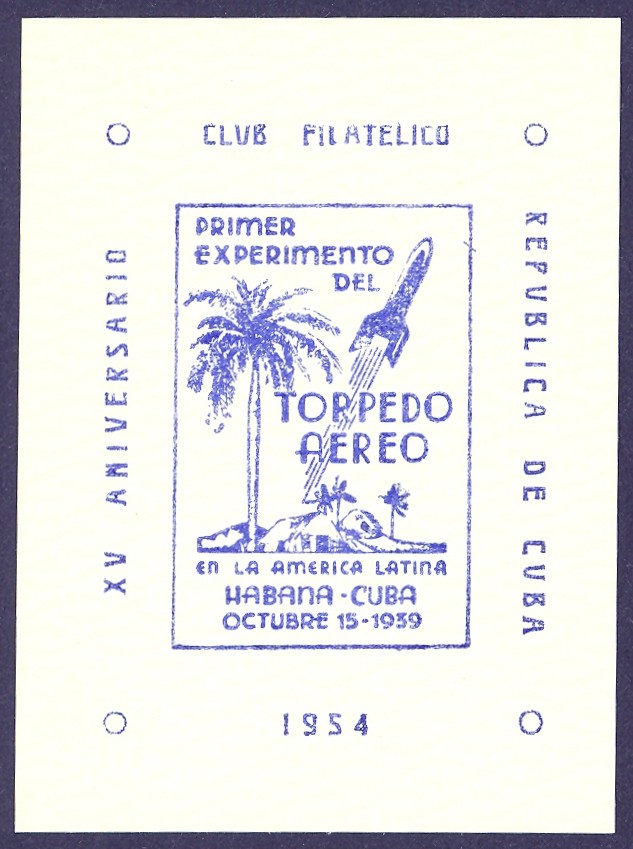 CLUB FILATELICO
XV ANIVERSARIO
REPUBLICA DE CUBA
PRIMER
EXPERIMENTO
DEL
TORPEDO
AEREO
EN LA AMERICA LATINA
HABANA - CUBA
OCTUBRE 15 - 1939
1954